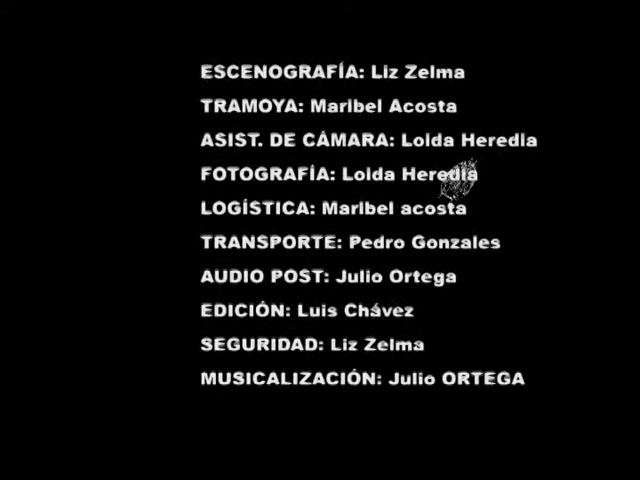 ESCENOGRAFÍA: Liz Zelma
TRAMOYA: Maribel Acosta
ASIST. DE CÁMARA: Loida Heredia
FOTOGRAFÍA: Loida Heredia
LOGÍSTICA: Maribel acosta
TRANSPORTE: Pedro Gonzales
AUDIO POST: Julio Ortega
EDICIÓN: Luis Chávez
SEGURIDAD: Liz Zelma
MUSICALIZACIÓN: Julio ORTEGA